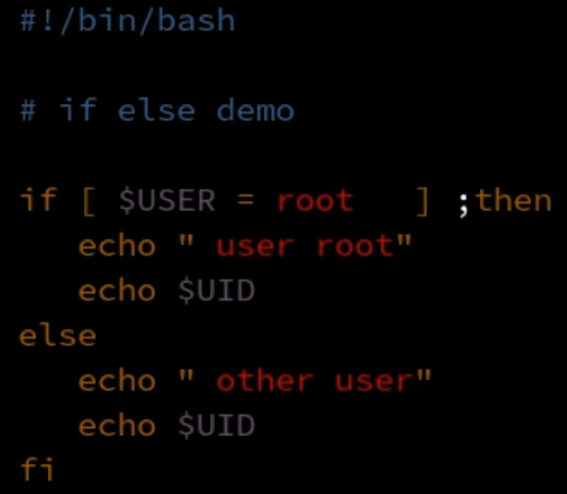 #!/bin/bash
# if else demo
if [ $USER = root   ] ;then
   echo " user root"
   echo $UID
else
   echo " other user"
   echo $UID
fi